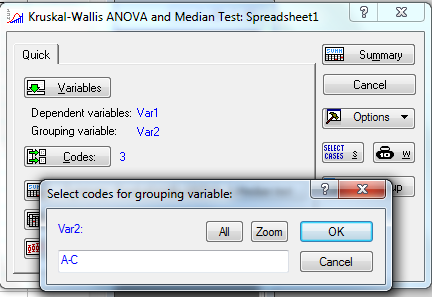 Kruskal-Wallis ANOVA and Median Test: Spreadsheet1
Quick
Summary
Variables
Cancel
Dependent variables: Var1
Grouping variable: Var2
Options
Codes: 3
SELECT CASES S
W
Select codes for grouping variable:
Var2:
All
Zoom
OK
A-C
Cancel